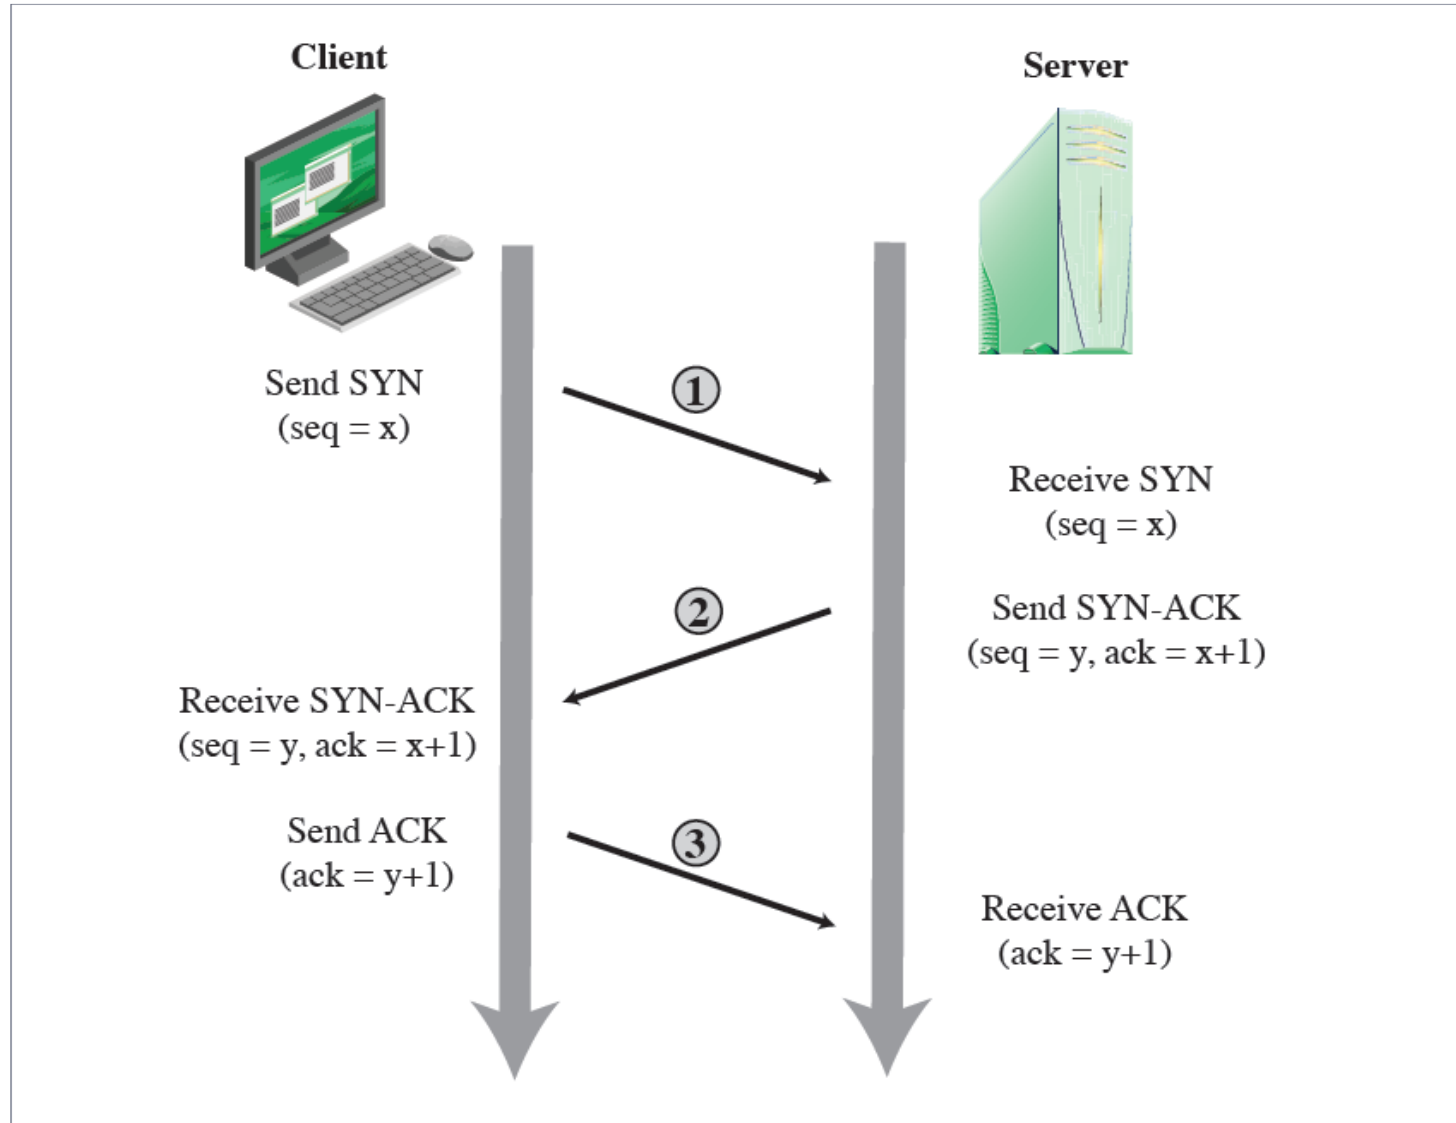 Client
Server
Send SYN
(seq = x)
1
Receive SYN
(seq = x)
2
Send SYN-ACK
(seq = y, ack = x+1)
Receive SYN-ACK
(seq = y, ack = x+1)
Send ACK
(ack = y+1)
3
Receive ACK
(ack = y+1)